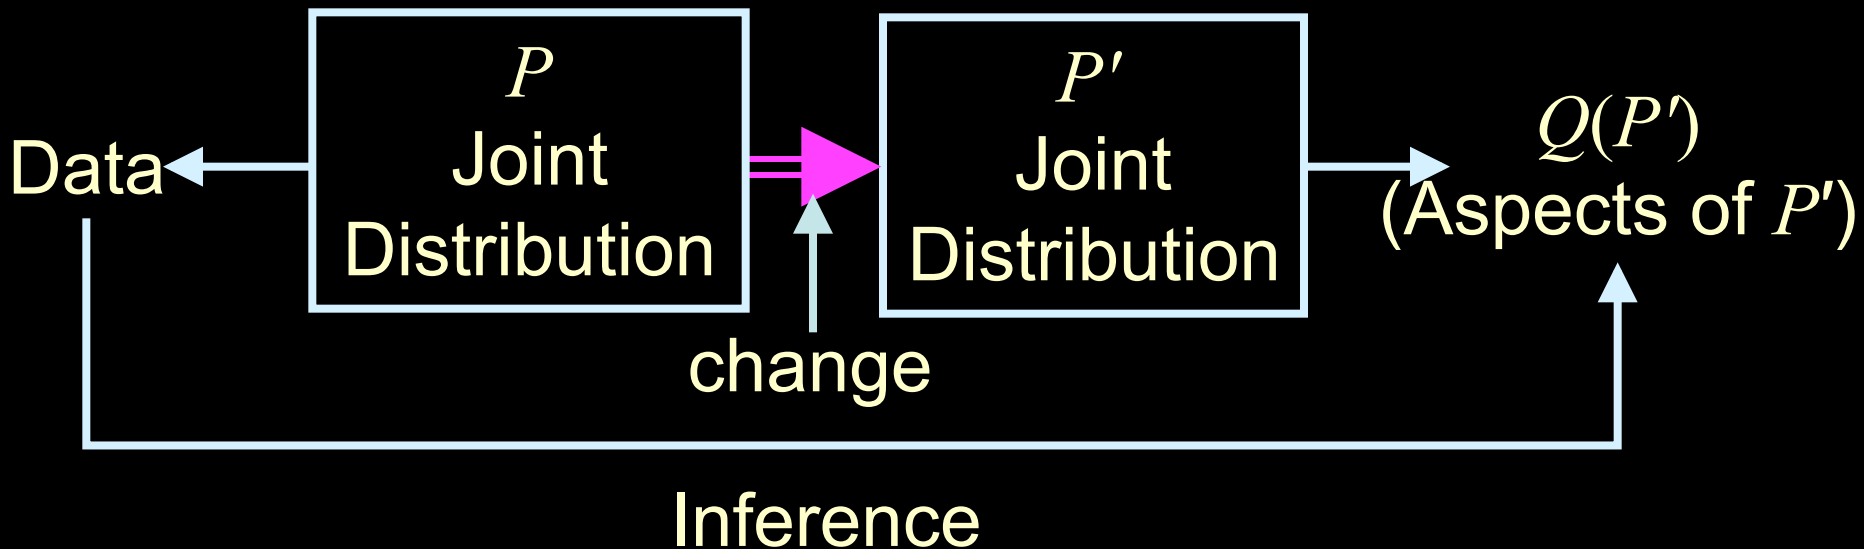 Data
P
Joint
Distribution
change
P'
Joint
Distribution
Q(P')
(Aspects of P')
Inference